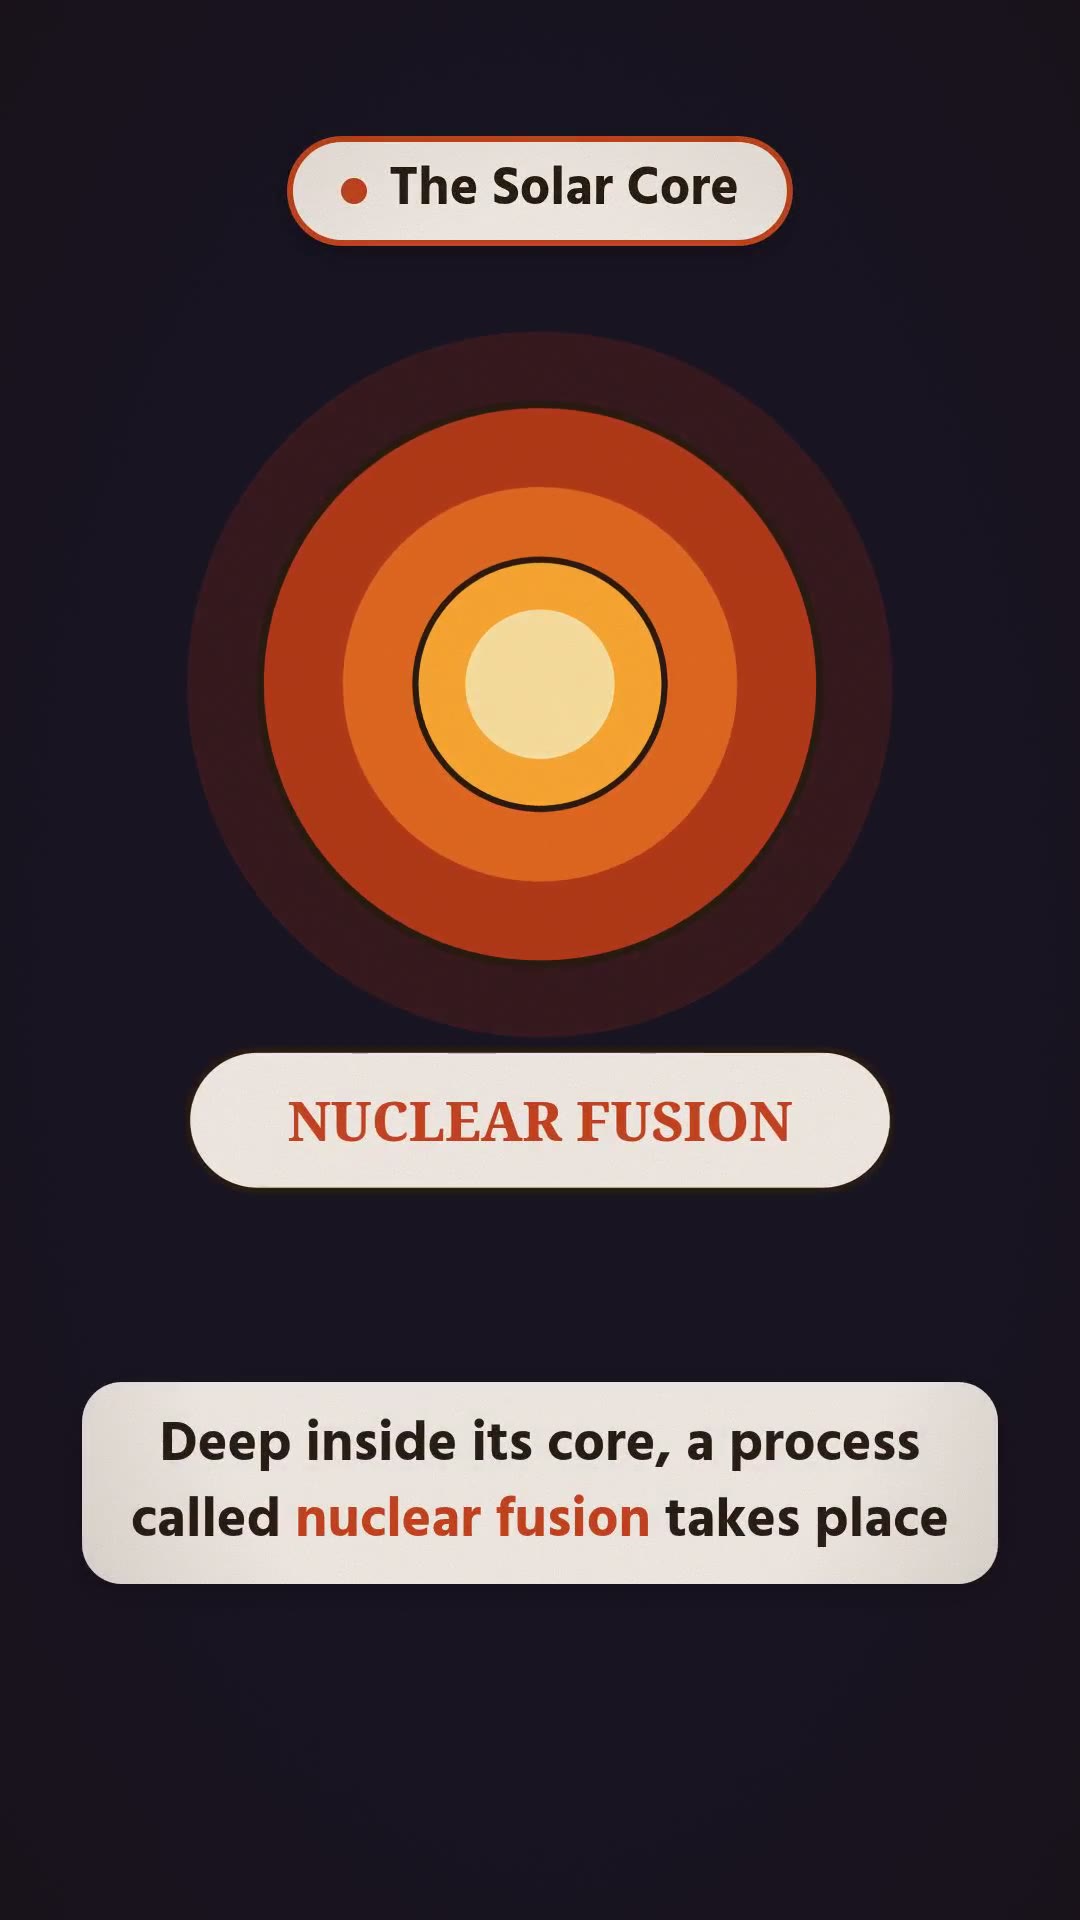 The Solar Core
NUCLEAR FUSION
Deep inside its core, a process
called nuclear fusion takes place